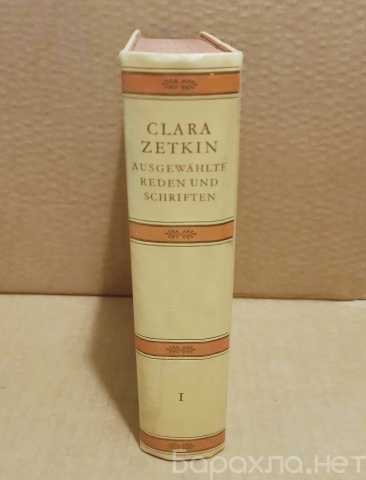 CLARA
ZETKIN
AUSGEWÄHLTE
REDEN UND
SCHRIFTEN
I
Барахла.нет